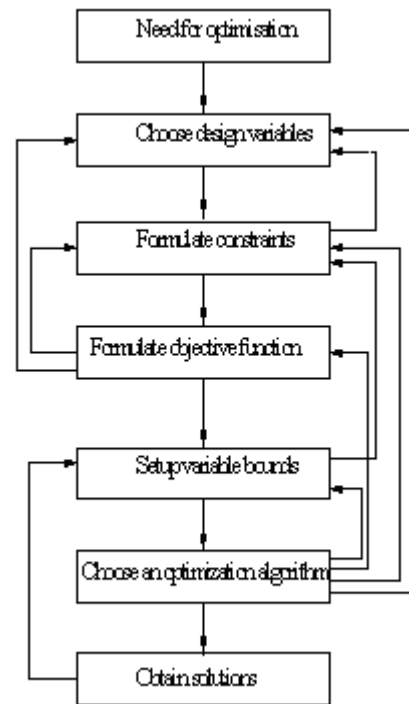 Need for optimisation
Choose design variables
Formulate constraints
Formulate objective function
Setup variable bounds
Choose an optimization algorithm
Obtain solutions